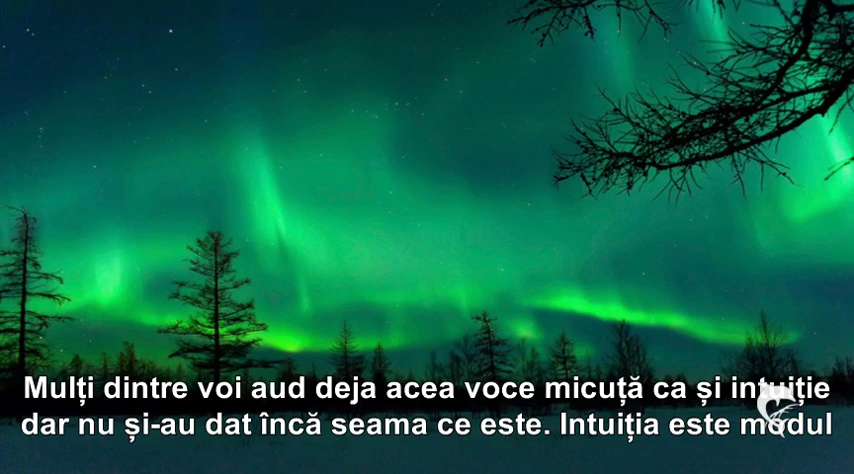 Mulți dintre voi aud deja acea voce micuță ca și intuiție
dar nu și-au dat încă seama ce este. Intuiția este modul